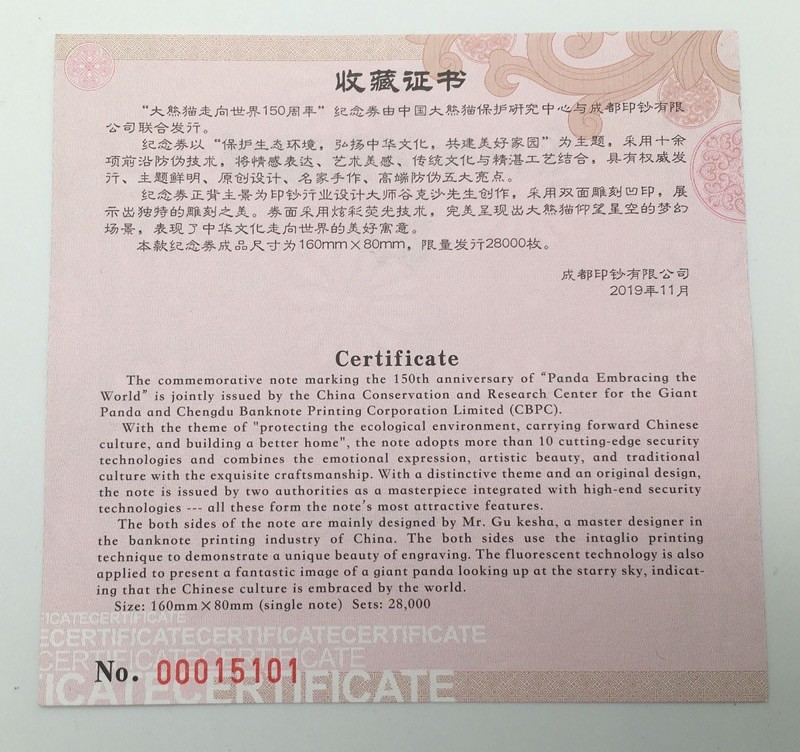 收藏证书
“大熊猫走向世界150周年”纪念券由中国大熊猫保护研究中心与成都印钞有限
公司联合发行。
纪念券以“保护生态环境，弘扬中华文化，共建美好家园”为主题，采用十余
项前沿防伪技术，将情感表达、艺术美感、传统文化与精湛工艺结合，具有权威发
行、主题鲜明、原创设计、名家手作、高端防伪五大亮点。
纪念券正背主景为印钞行业设计大师谷克沙先生创作，采用双面雕刻凹印，展
示出独特的雕刻之美。券面采用炫彩荧光技术，完美呈现出大熊猫仰望星空的梦幻
场景，表现了中华文化走向世界的美好寓意。
本款纪念券成品尺寸为160mm×80mm，限量发行28000枚。
成都印钞有限公司
2019年11月
Certificate
The commemorative note marking the 150th anniversary of “Panda Embracing the
World” is jointly issued by the China Conservation and Research Center for the Giant
Panda and Chengdu Banknote Printing Corporation Limited (CBPC).
With the theme of "protecting the ecological environment, carrying forward Chinese
culture, and building a better home", the note adopts more than 10 cutting-edge security
technologies and combines the emotional expression, artistic beauty, and traditional
culture with the exquisite craftsmanship. With a distinctive theme and an original design,
the note is issued by two authorities as a masterpiece integrated with high-end security
technologies --- all these form the note’s most attractive features.
The both sides of the note are mainly designed by Mr. Gu kesha, a master designer in
the banknote printing industry of China. The both sides use the intaglio printing
technique to demonstrate a unique beauty of engraving. The fluorescent technology is also
applied to present a fantastic image of a giant panda looking up at the starry sky, indicat-
ing that the Chinese culture is embraced by the world.
Size: 160mm×80mm (single note) Sets: 28,000
ICATECERTIFICATE
CERTIFICATECERTIFICATECERTIFICATE
CERTIFICATECERTIFICATE
No. 00015101
ICATECERTIFICATE